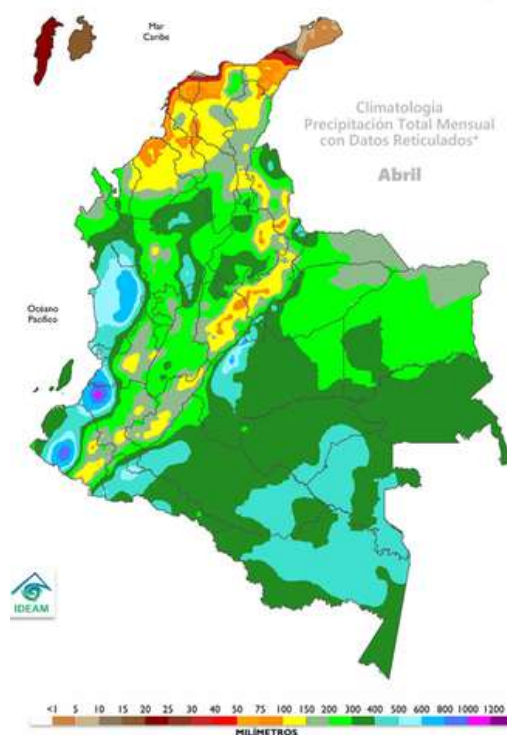 Mar
Caribe
Climatología
Precipitación Total Mensual
con Datos Reticulados*
Abril
Océano
Pacífico
IDEAM
<1 5 10 15 20 25 30 40 50 75 100 150 200 300 400 500 600 800 1000 1200
MILÍMETROS